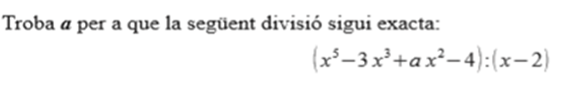 Troba a per a que la següent divisió sigui exacta:
(x⁵−3x³+ax²−4):(x−2)